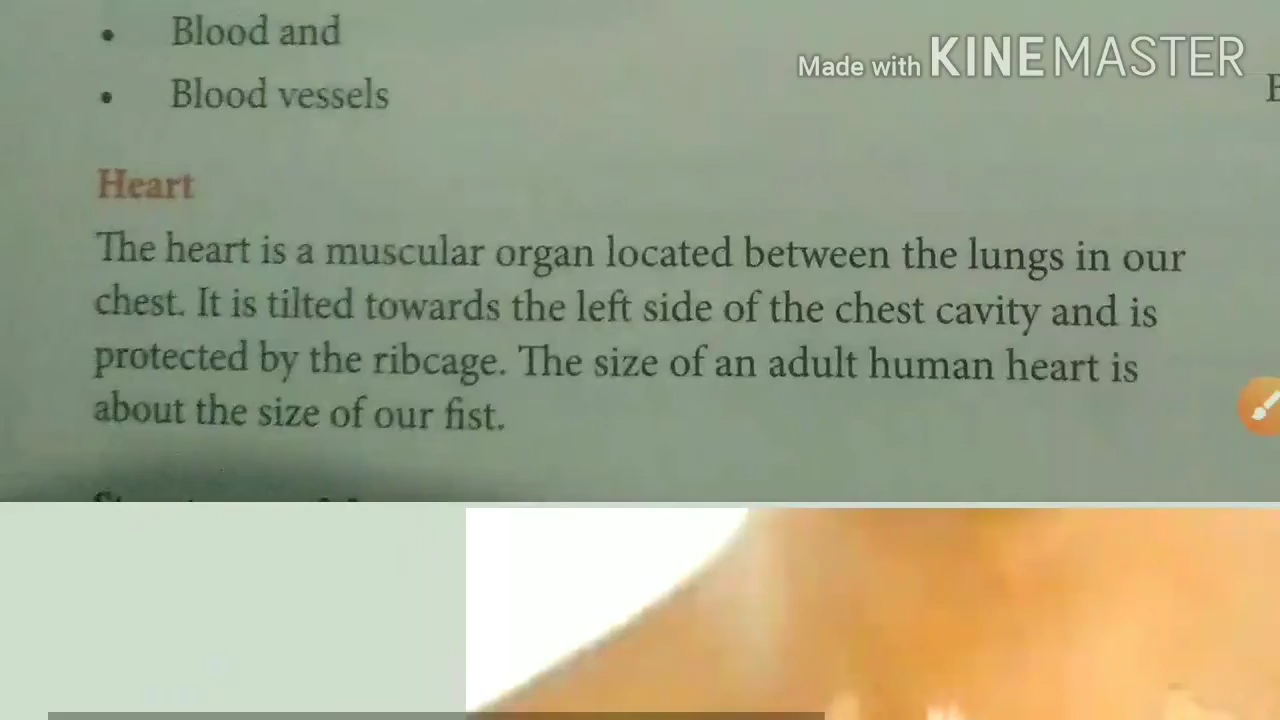 • Blood and
• Blood vessels
Made with KINEMASTER
Heart
The heart is a muscular organ located between the lungs in our
chest. It is tilted towards the left side of the chest cavity and is
protected by the ribcage. The size of an adult human heart is
about the size of our fist.